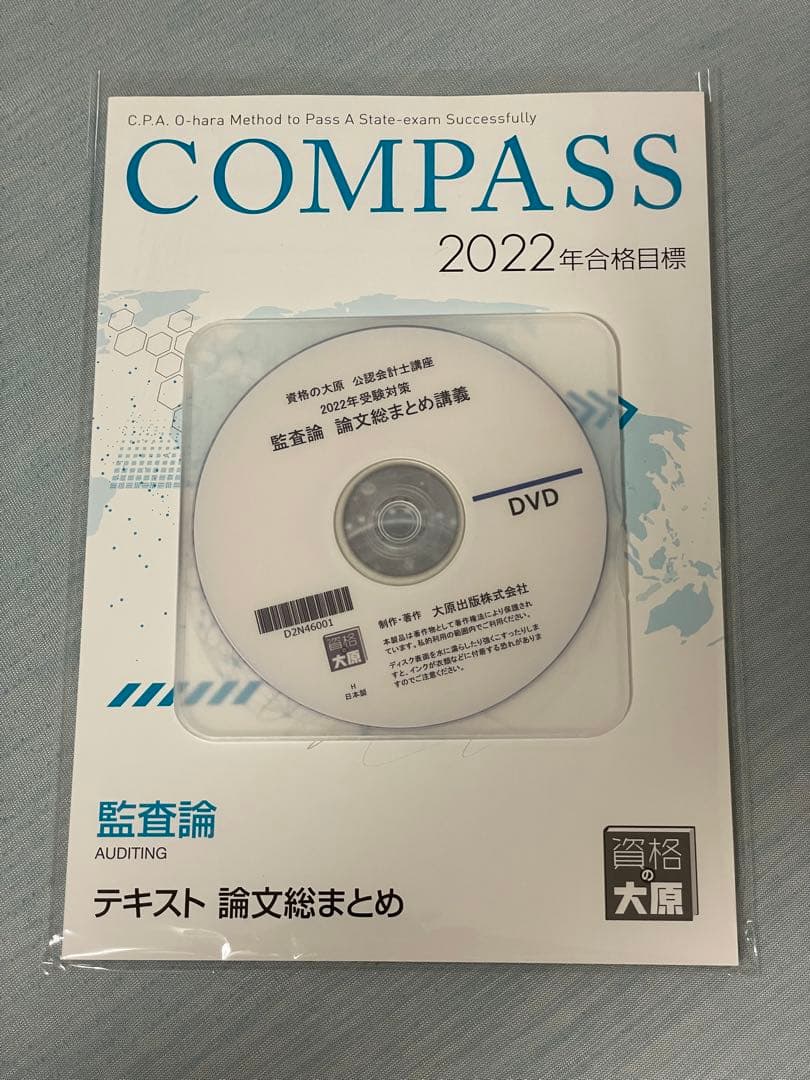 C.P.A. O-hara Method to Pass A State-exam Successfully
COMPASS
2022年合格目標
資格の大原 公認会計士講座
2022年受験対策
監査論 論文総まとめ講義
DVD
D2N46001
制作・著作 大原出版株式会社
本製品は著作物として著作権法により保護され
ています。私的利用の範囲内でご利用ください。
ディスク表面を水に濡らしたり強くこすったりしま
すと、インクが衣類などに付着する恐れがありま
すのでご注意ください。
資格
の
大原
H
日本製
監査論
AUDITING
テキスト 論文総まとめ
資格
の
大原